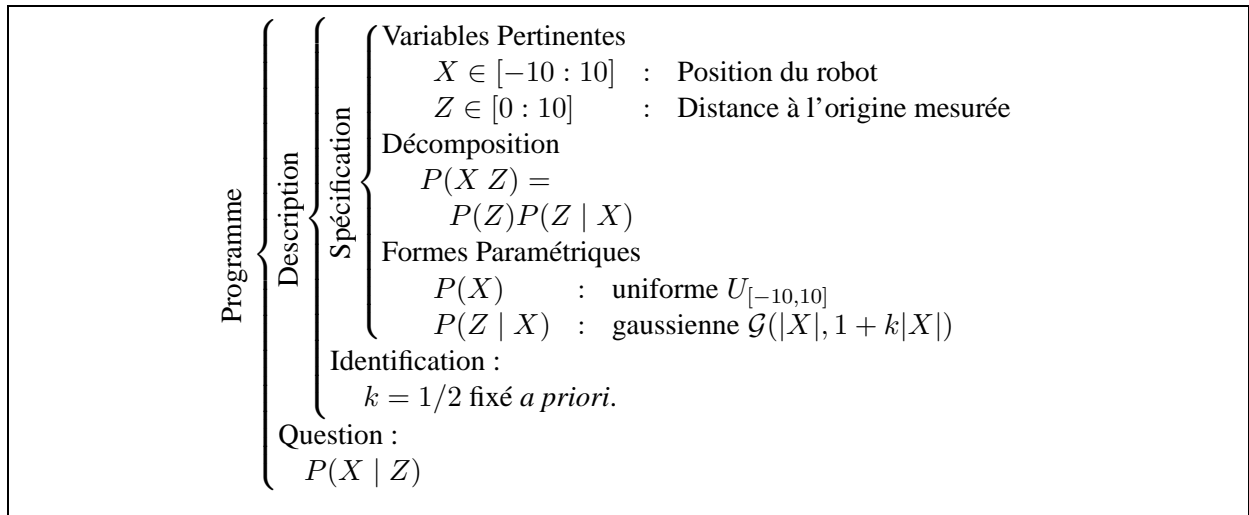 Programme
Description
Spécification
Variables Pertinentes
X ∈ [−10 : 10] : Position du robot
Z ∈ [0 : 10] : Distance à l'origine mesurée
Décomposition
P(X Z) =
P(Z)P(Z | X)
Formes Paramétriques
P(X) : uniforme U[−10,10]
P(Z | X) : gaussienne G(|X|, 1 + k|X|)
Identification :
k = 1/2 fixé a priori.
Question :
P(X | Z)